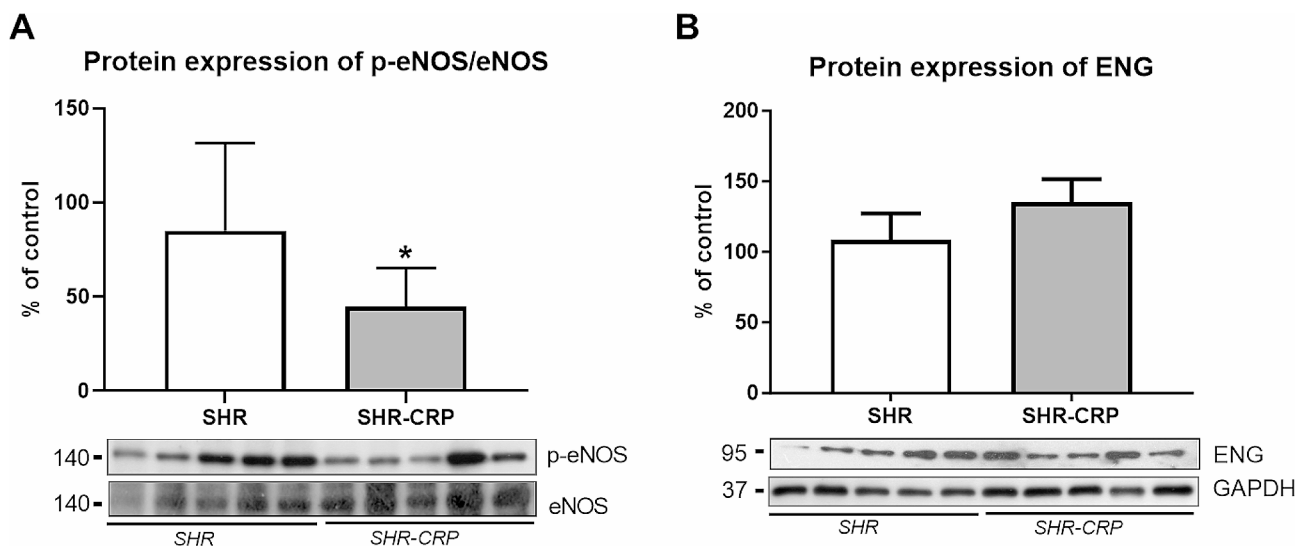 A
Protein expression of p-eNOS/eNOS
150
100
50
0
% of control
*
SHR
SHR-CRP
140
p-eNOS
140
eNOS
SHR
SHR-CRP
B
Protein expression of ENG
200
150
100
50
0
% of control
SHR
SHR-CRP
95
ENG
37
GAPDH
SHR
SHR-CRP